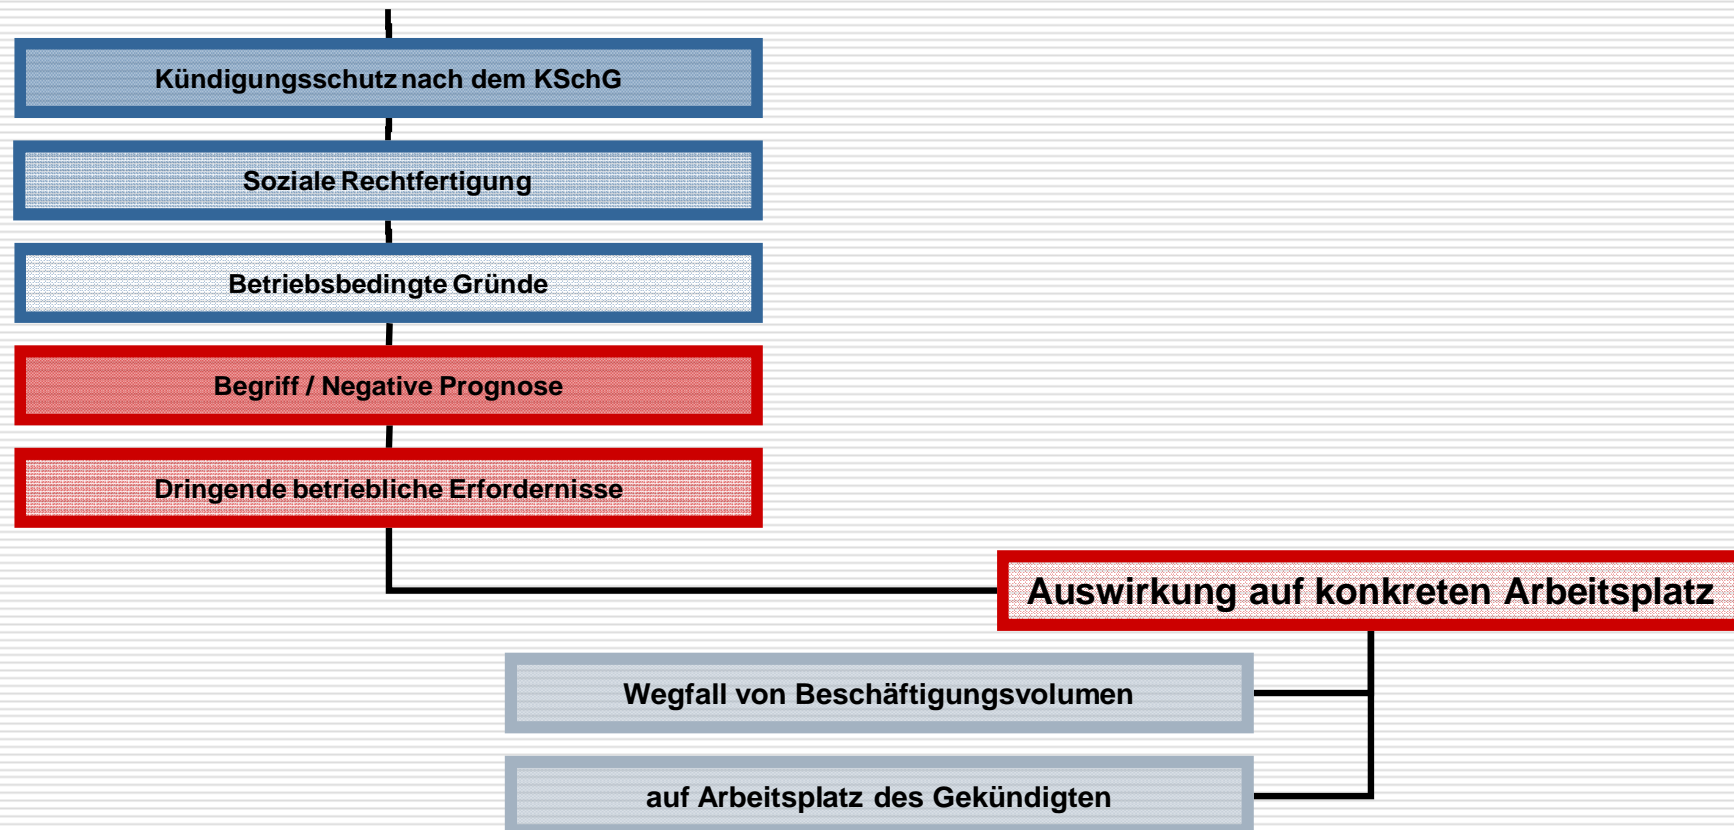 Kündigungsschutz nach dem KSchG
Soziale Rechtfertigung
Betriebsbedingte Gründe
Begriff / Negative Prognose
Dringende betriebliche Erfordernisse
Auswirkung auf konkreten Arbeitsplatz
Wegfall von Beschäftigungsvolumen
auf Arbeitsplatz des Gekündigten